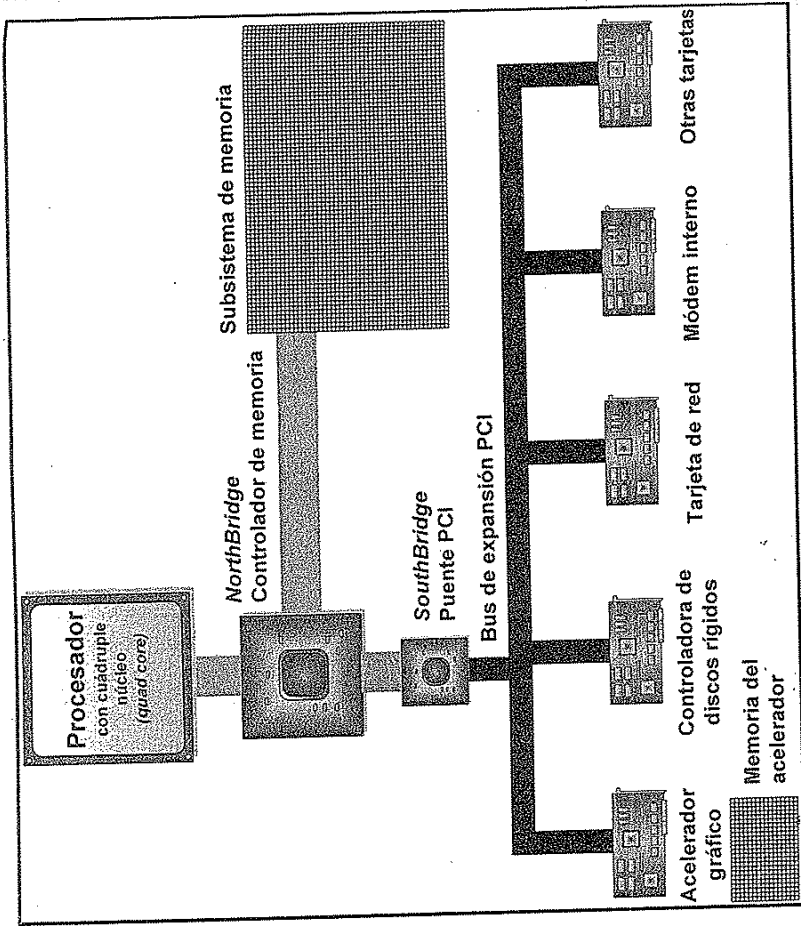 Procesador
con cuádruple
núcleo
(quad core)
Subsistema de memoria
NorthBridge
Controlador de memoria
SouthBridge
Puente PCI
Bus de expansión PCI
Acelerador
gráfico
Controladora de
discos rígidos
Tarjeta de red
Módem interno
Otras tarjetas
Memoria del
acelerador